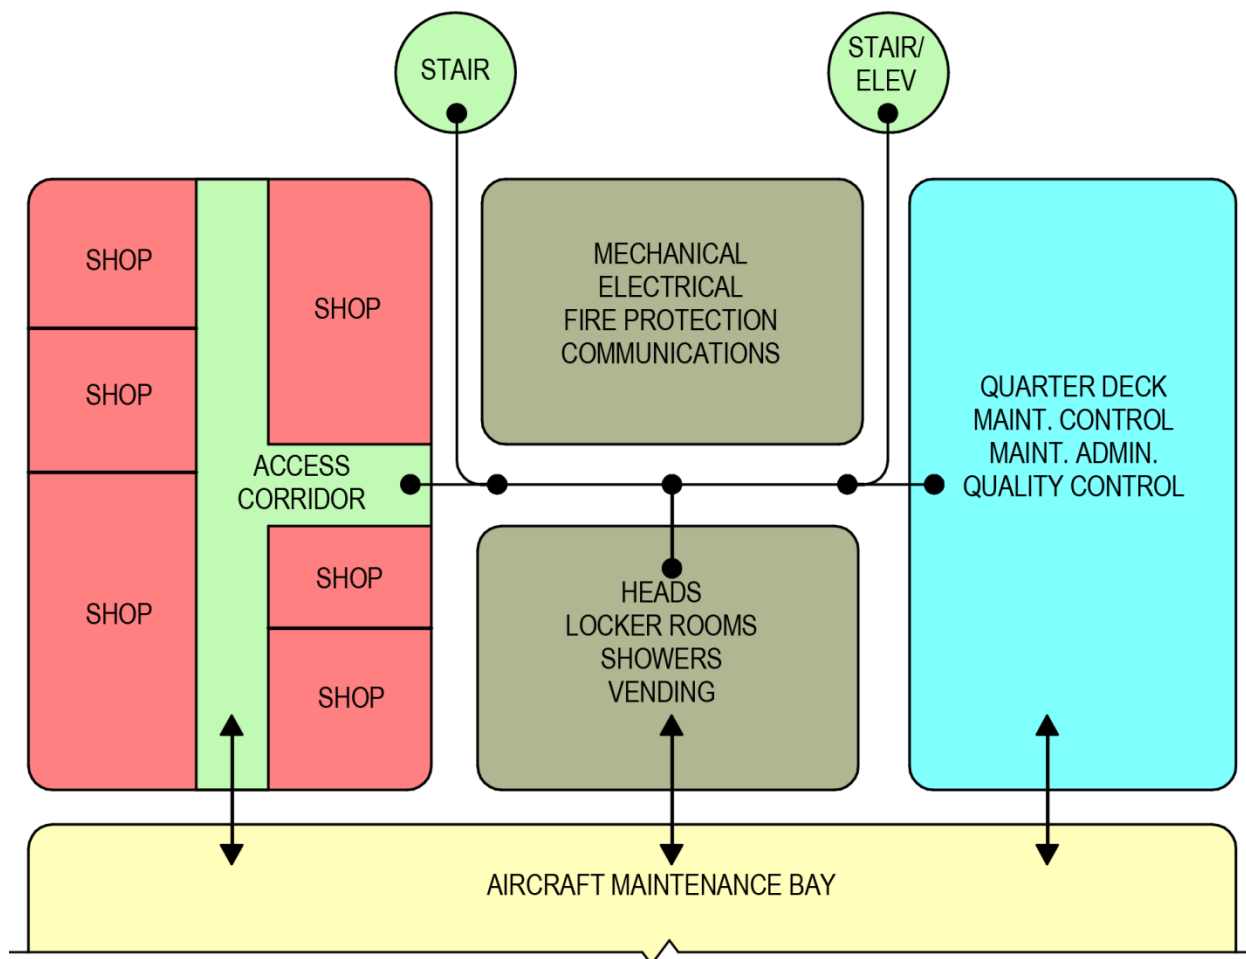 STAIR
STAIR/
ELEV
SHOP
SHOP
SHOP
SHOP
SHOP
SHOP
ACCESS
CORRIDOR
MECHANICAL
ELECTRICAL
FIRE PROTECTION
COMMUNICATIONS
HEADS
LOCKER ROOMS
SHOWERS
VENDING
QUARTER DECK
MAINT. CONTROL
MAINT. ADMIN.
QUALITY CONTROL
AIRCRAFT MAINTENANCE BAY